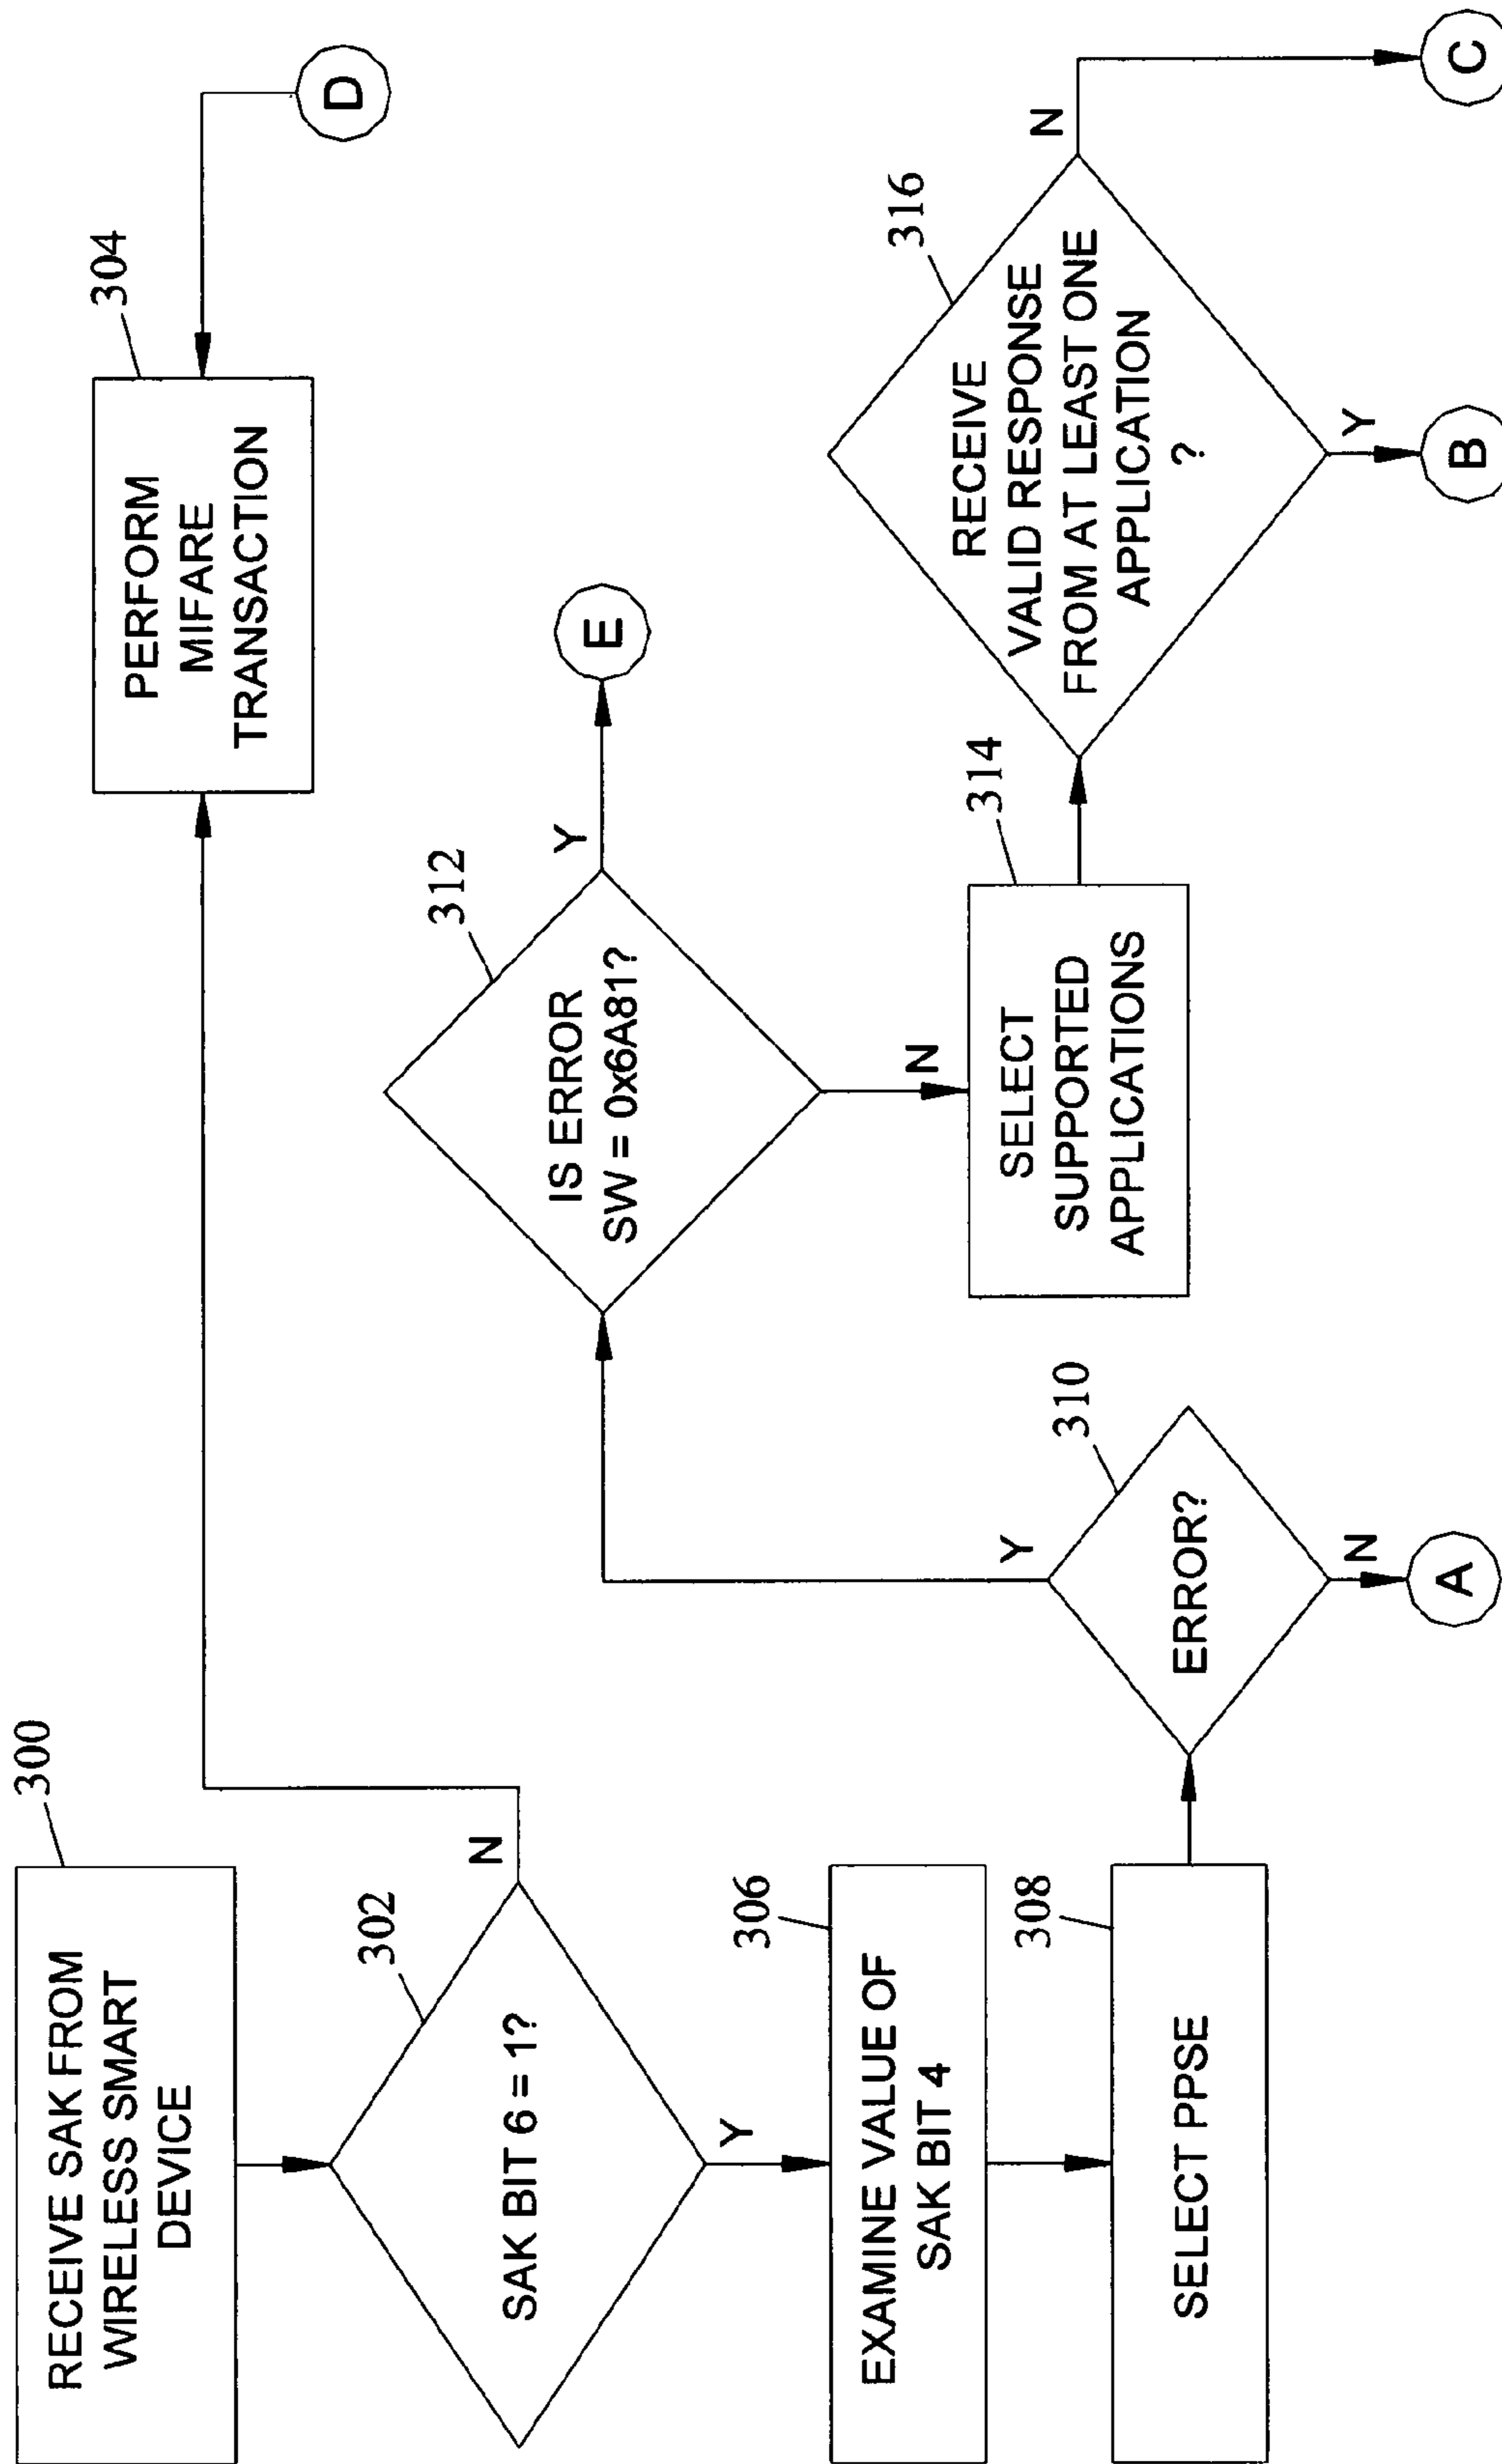 300
RECEIVE SAK FROM
WIRELESS SMART
DEVICE
302
SAK BIT 6 = 1?
N
Y
304
PERFORM
MIFARE
TRANSACTION
D
306
EXAMINE VALUE OF
SAK BIT 4
308
SELECT PPSE
310
ERROR?
Y
N
A
312
IS ERROR
SW = 0x6A81?
Y
E
N
314
SELECT
SUPPORTED
APPLICATIONS
316
RECEIVE
VALID RESPONSE
FROM AT LEAST ONE
APPLICATION
?
N
C
Y
B